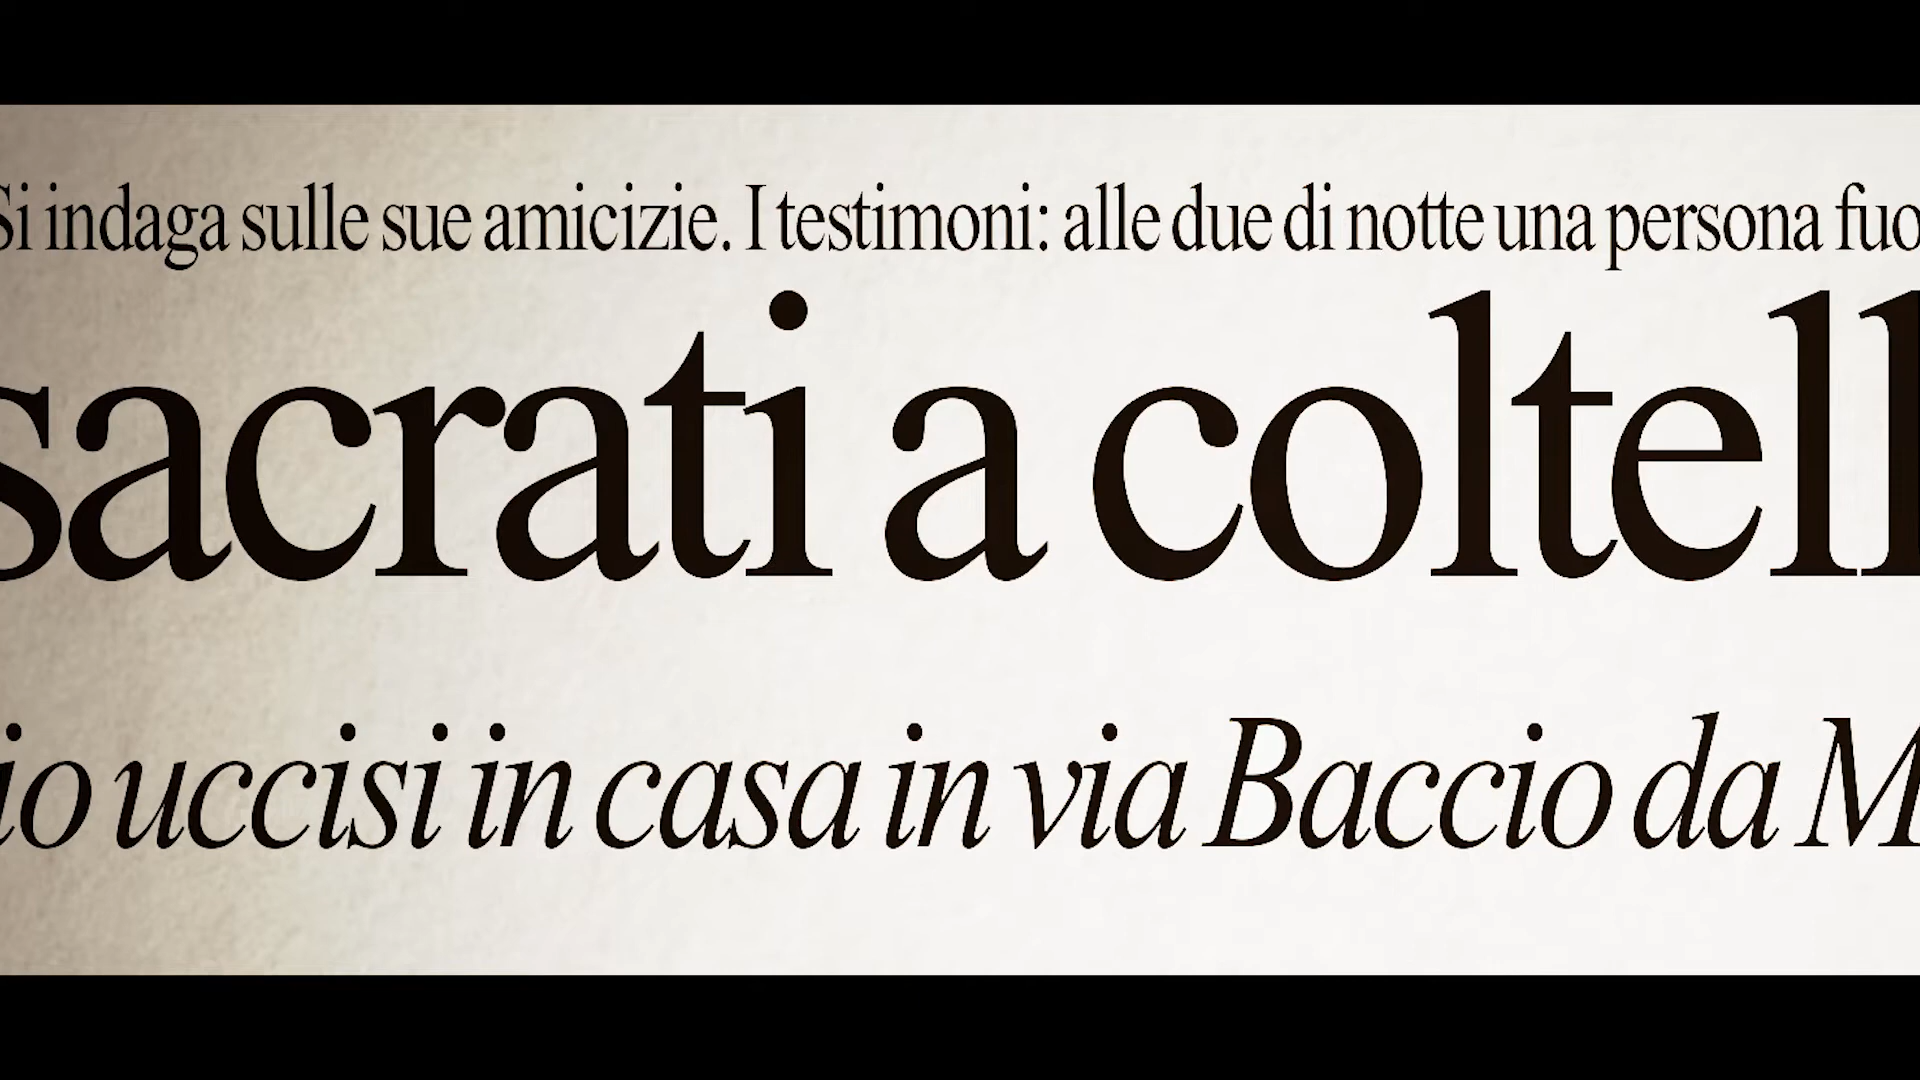 Si indaga sulle sue amicizie. I testimoni: alle due di notte una persona fuo
sacrati a coltell
io uccisi in casa in via Baccio da M